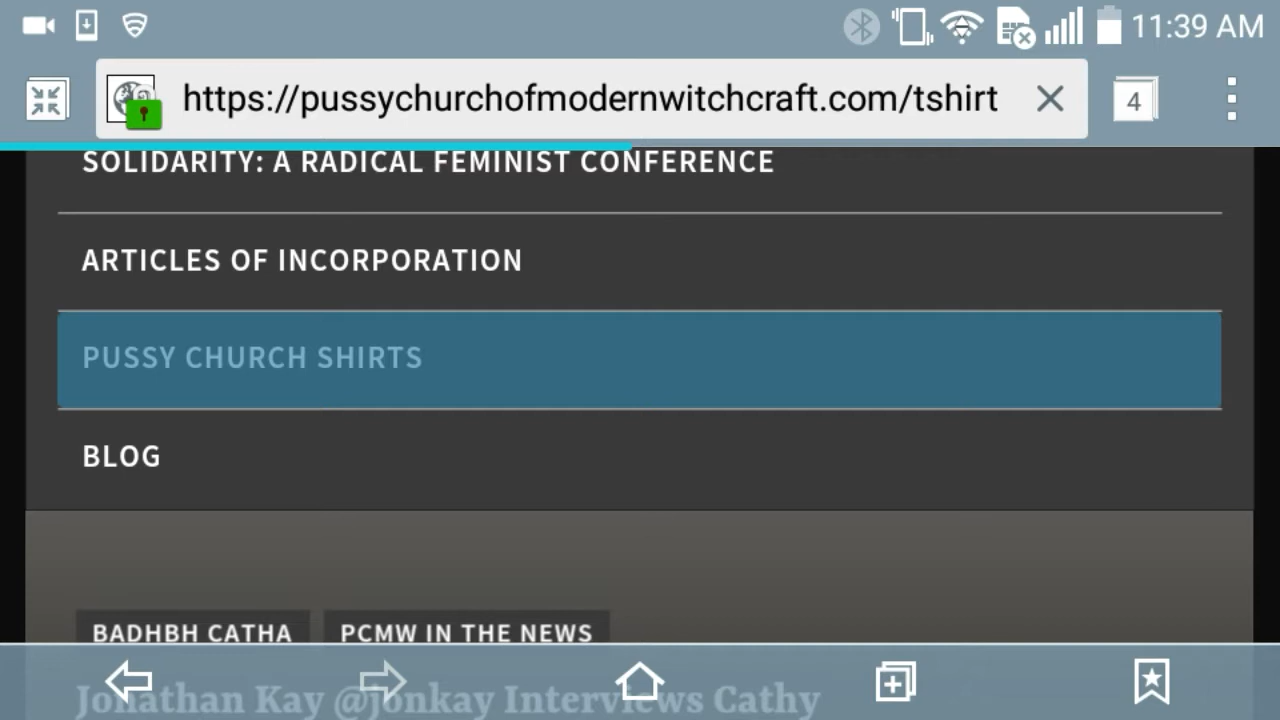 11:39 AM
https://pussychurchofmodernwitchcraft.com/tshirt
4
SOLIDARITY: A RADICAL FEMINIST CONFERENCE
ARTICLES OF INCORPORATION
PUSSY CHURCH SHIRTS
BLOG
BADHBH CATHA PCMW IN THE NEWS
Jonathan Kay @jonkay Interviews Cathy